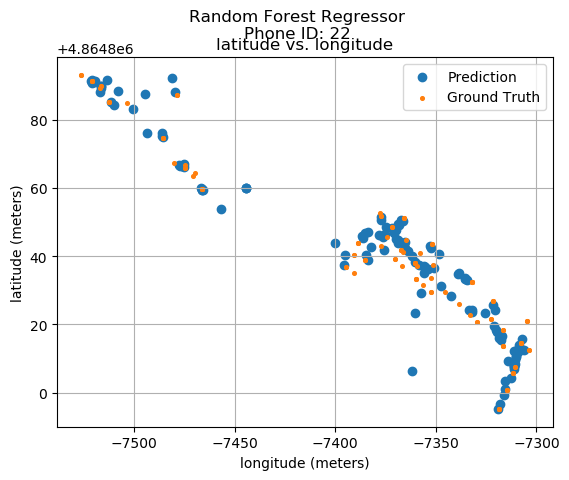 Random Forest Regressor
Phone ID: 22
latitude vs. longitude
+4.8648e6
Prediction
Ground Truth
80
60
40
20
0
latitude (meters)
−7500
−7450
−7400
−7350
−7300
longitude (meters)